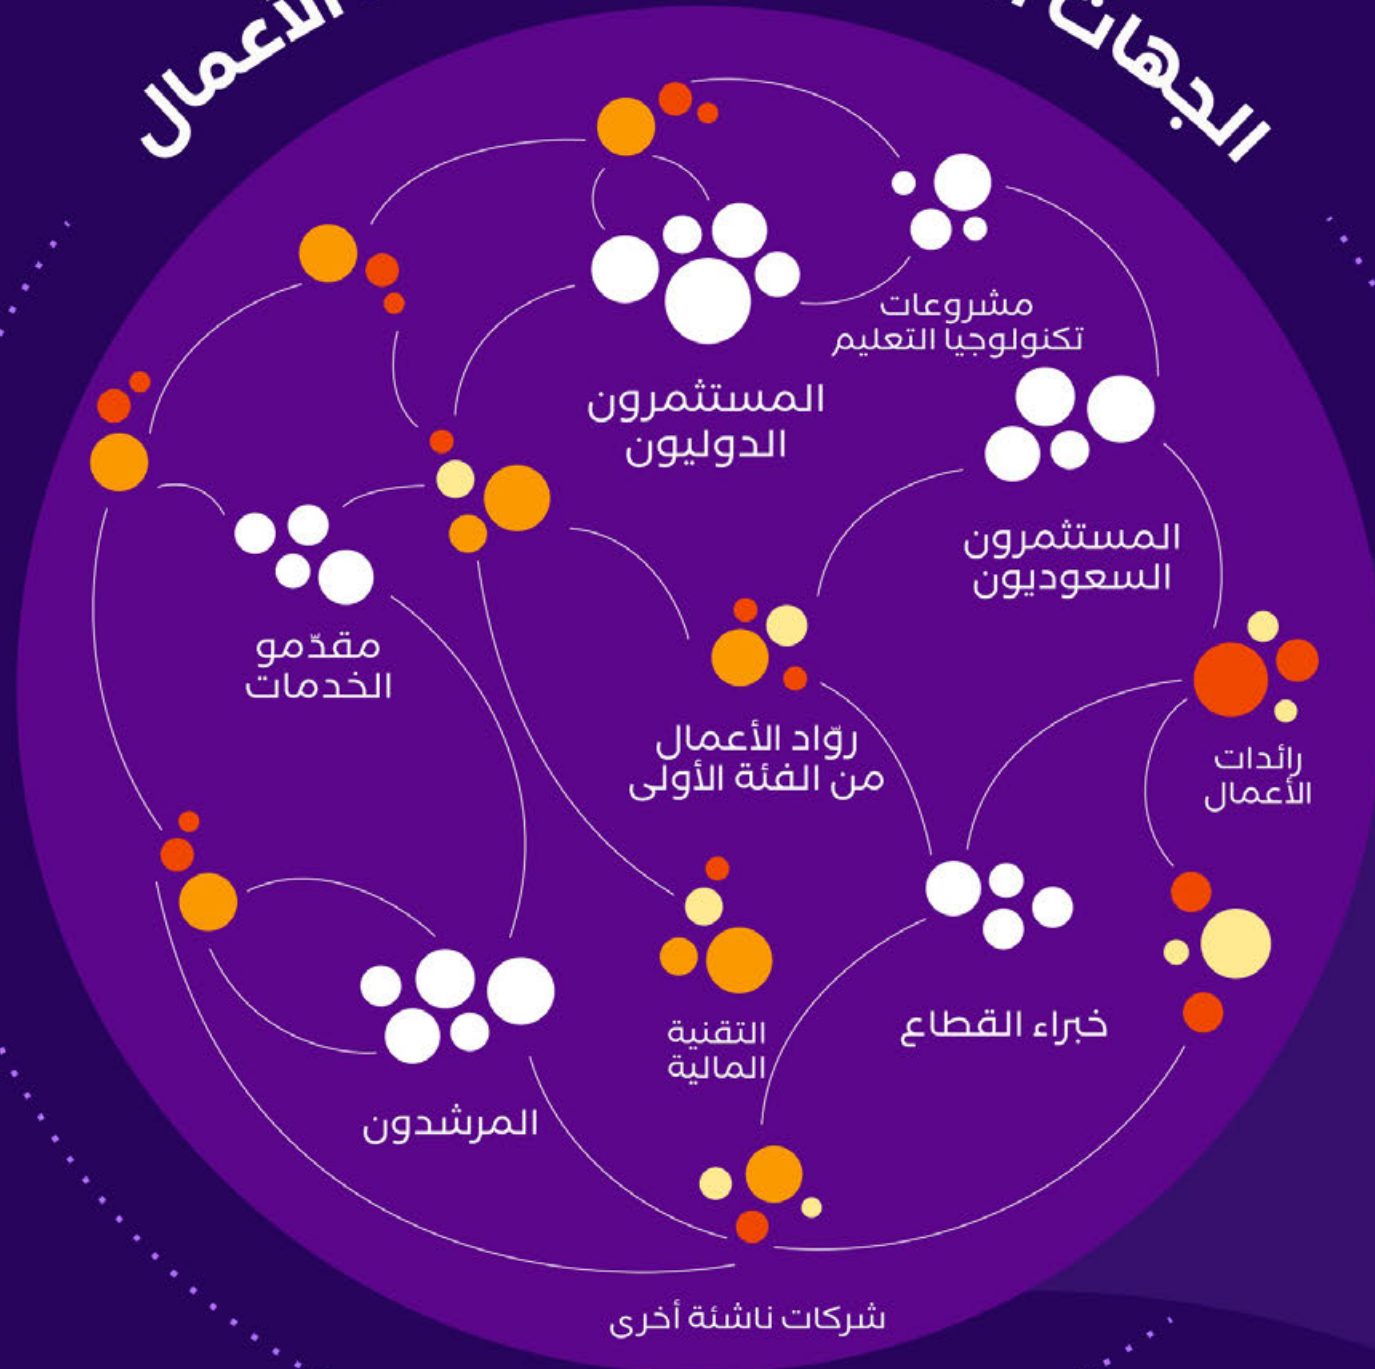 الجهات
الأعمال
مشروعات
تكنولوجيا التعليم
المستثمرون
الدوليون
المستثمرون
السعوديون
مقدّمو
الخدمات
روّاد الأعمال
من الفئة الأولى
رائدات
الأعمال
خبراء القطاع
التقنية
المالية
المرشدون
شركات ناشئة أخرى